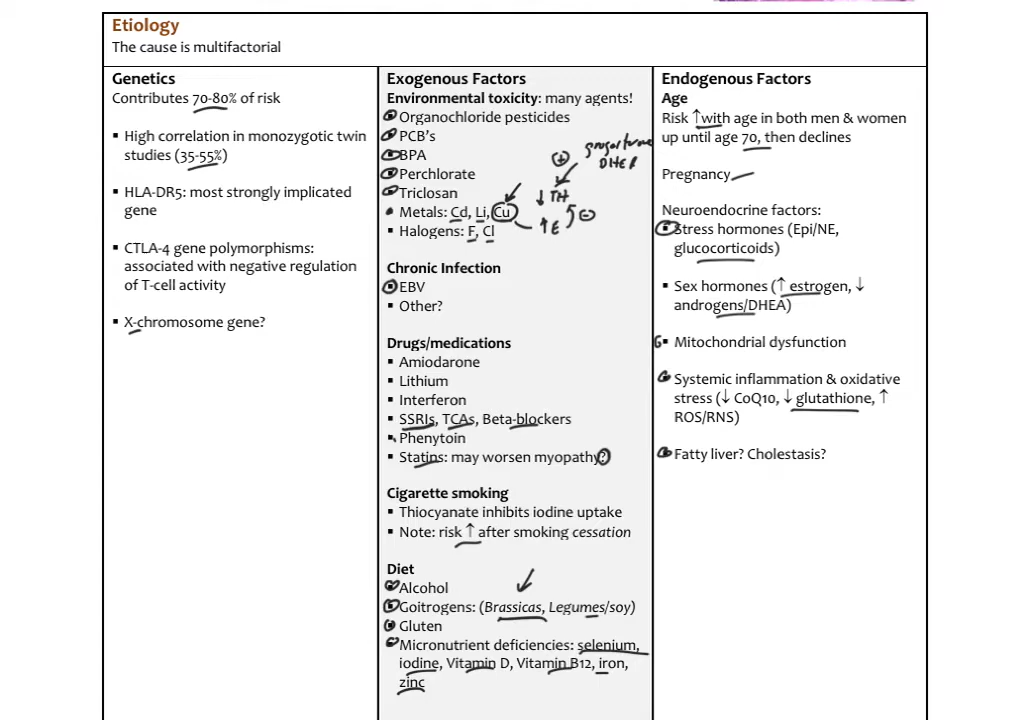 Etiology
The cause is multifactorial
Genetics
Contributes 70-80% of risk
▪ High correlation in monozygotic twin
studies (35-55%)
▪ HLA-DR5: most strongly implicated
gene
▪ CTLA-4 gene polymorphisms:
associated with negative regulation
of T-cell activity
▪ X-chromosome gene?
Exogenous Factors
Environmental toxicity: many agents!
▪ Organochloride pesticides
▪ PCB's
▪ BPA
▪ Perchlorate
▪ Triclosan
▪ Metals: Cd, Li, Cu
▪ Halogens: F, Cl
DHEA
⊕
↓ TH
↑ E
⊖
Chronic Infection
▪ EBV
▪ Other?
Drugs/medications
▪ Amiodarone
▪ Lithium
▪ Interferon
▪ SSRIs, TCAs, Beta-blockers
▪ Phenytoin
▪ Statins: may worsen myopathy?
Cigarette smoking
▪ Thiocyanate inhibits iodine uptake
▪ Note: risk ↑ after smoking cessation
Diet
▪ Alcohol
▪ Goitrogens: (Brassicas, Legumes/soy)
▪ Gluten
▪ Micronutrient deficiencies: selenium,
iodine, Vitamin D, Vitamin B12, iron,
zinc
Endogenous Factors
Age
Risk ↑with age in both men & women
up until age 70, then declines
Pregnancy
Neuroendocrine factors:
▪ Stress hormones (Epi/NE,
glucocorticoids)
▪ Sex hormones (↑ estrogen, ↓
androgens/DHEA)
▪ Mitochondrial dysfunction
▪ Systemic inflammation & oxidative
stress (↓ CoQ10, ↓ glutathione, ↑
ROS/RNS)
▪ Fatty liver? Cholestasis?